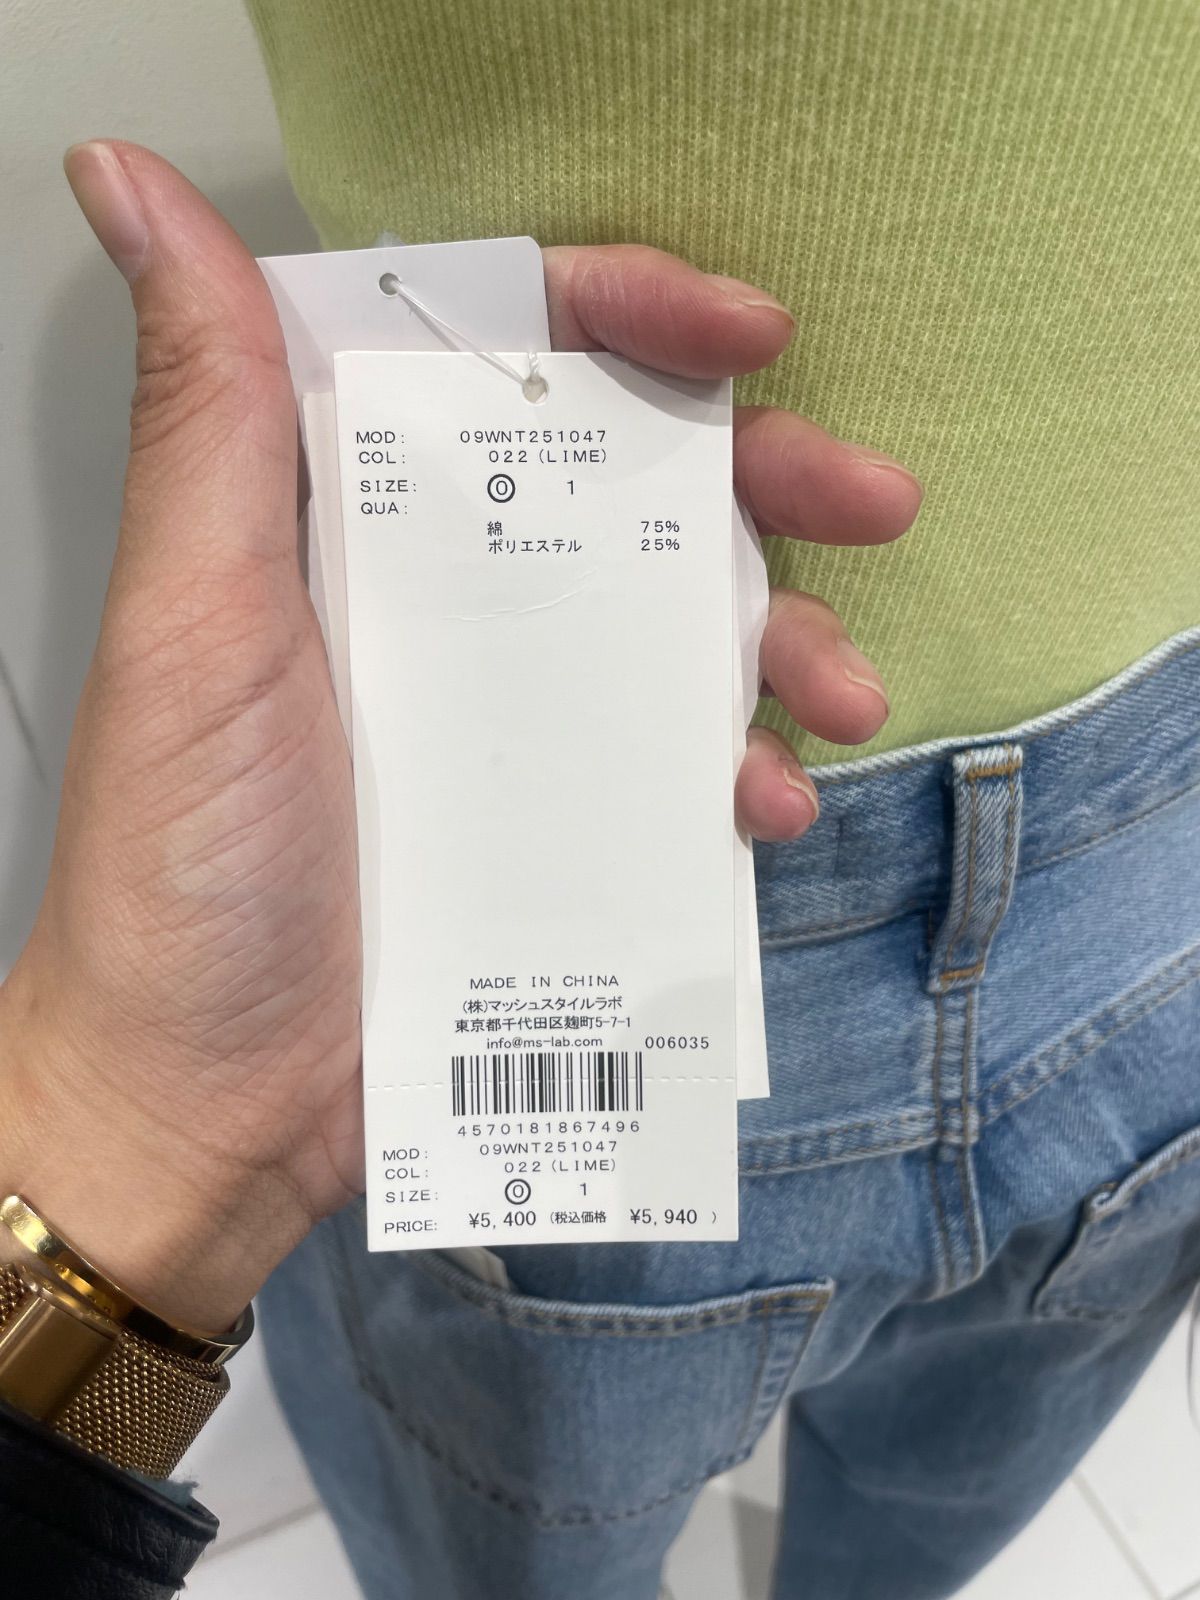 MOD: 09WNT251047
COL: 022 (LIME)
SIZE: 0 1
QUA:
綿 75%
ポリエステル 25%
MADE IN CHINA
(株)マッシュスタイルラボ
東京都千代田区麹町5-7-1
info@ms-lab.com 006035
4570181867496
MOD: 09WNT251047
COL: 022 (LIME)
SIZE: 0 1
PRICE: ¥5,400 (税込価格 ¥5,940 )